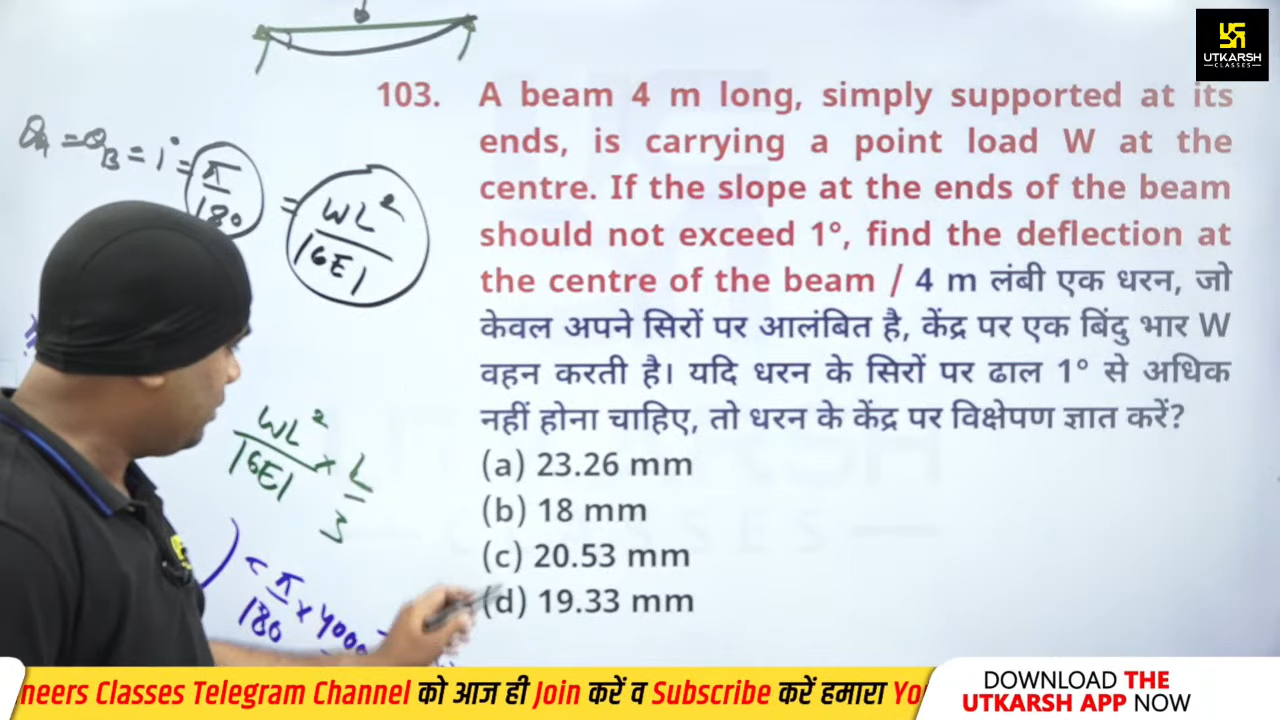 UTKARSH
CLASSES
103. A beam 4 m long, simply supported at its
ends, is carrying a point load W at the
centre. If the slope at the ends of the beam
should not exceed 1°, find the deflection at
the centre of the beam / 4 m लंबी एक धरन, जो
केवल अपने सिरों पर आलंबित है, केंद्र पर एक बिंदु भार W
वहन करती है। यदि धरन के सिरों पर ढाल 1° से अधिक
नहीं होना चाहिए, तो धरन के केंद्र पर विक्षेपण ज्ञात करें?
(a) 23.26 mm
(b) 18 mm
(c) 20.53 mm
(d) 19.33 mm
θA = θB = 1° = π/180 = WL²/16EI
WL²/16EI × L/3
π/180 × 4000
neers Classes Telegram Channel को आज ही Join करें व Subscribe करें हमारा
DOWNLOAD THE
UTKARSH APP NOW